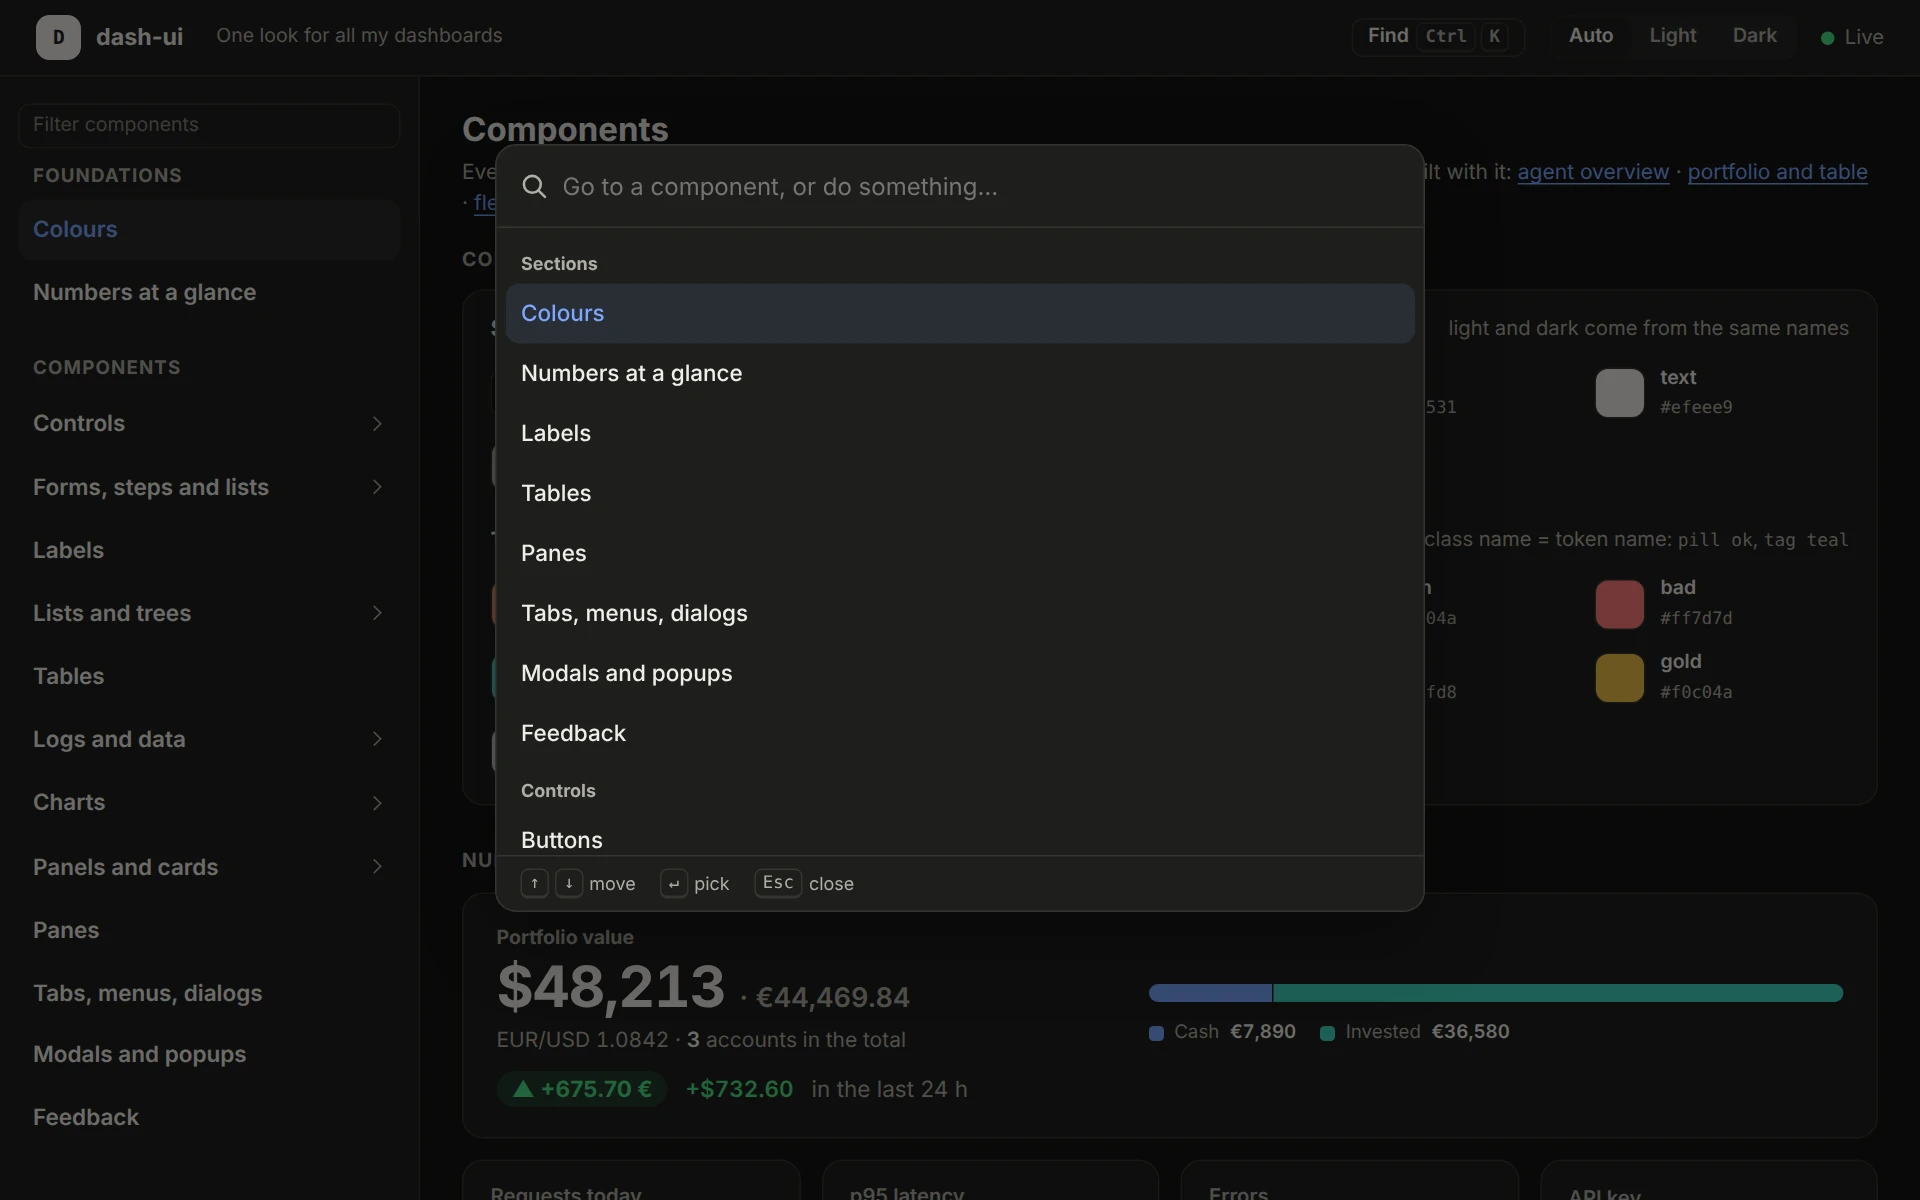 D dash-ui One look for all my dashboards Find Ctrl K Auto Light Dark Live
Filter components
FOUNDATIONS
Colours
Numbers at a glance
COMPONENTS
Controls
Forms, steps and lists
Labels
Lists and trees
Tables
Logs and data
Charts
Panels and cards
Panes
Tabs, menus, dialogs
Modals and popups
Feedback
Components
with it: agent overview · portfolio and table
·
Go to a component, or do something...
Sections
Colours
Numbers at a glance
Labels
Tables
Panes
Tabs, menus, dialogs
Modals and popups
Feedback
Controls
Buttons
↑ ↓ move ↵ pick Esc close
light and dark come from the same names
text
#efeee9
class name = token name: pill ok, tag teal
bad
#ff7d7d
gold
#f0c04a
Portfolio value
$48,213 · €44,469.84
EUR/USD 1.0842 · 3 accounts in the total
▲ +675.70 € +$732.60 in the last 24 h
Cash €7,890 Invested €36,580
Requests today
p95 latency
Errors
API key